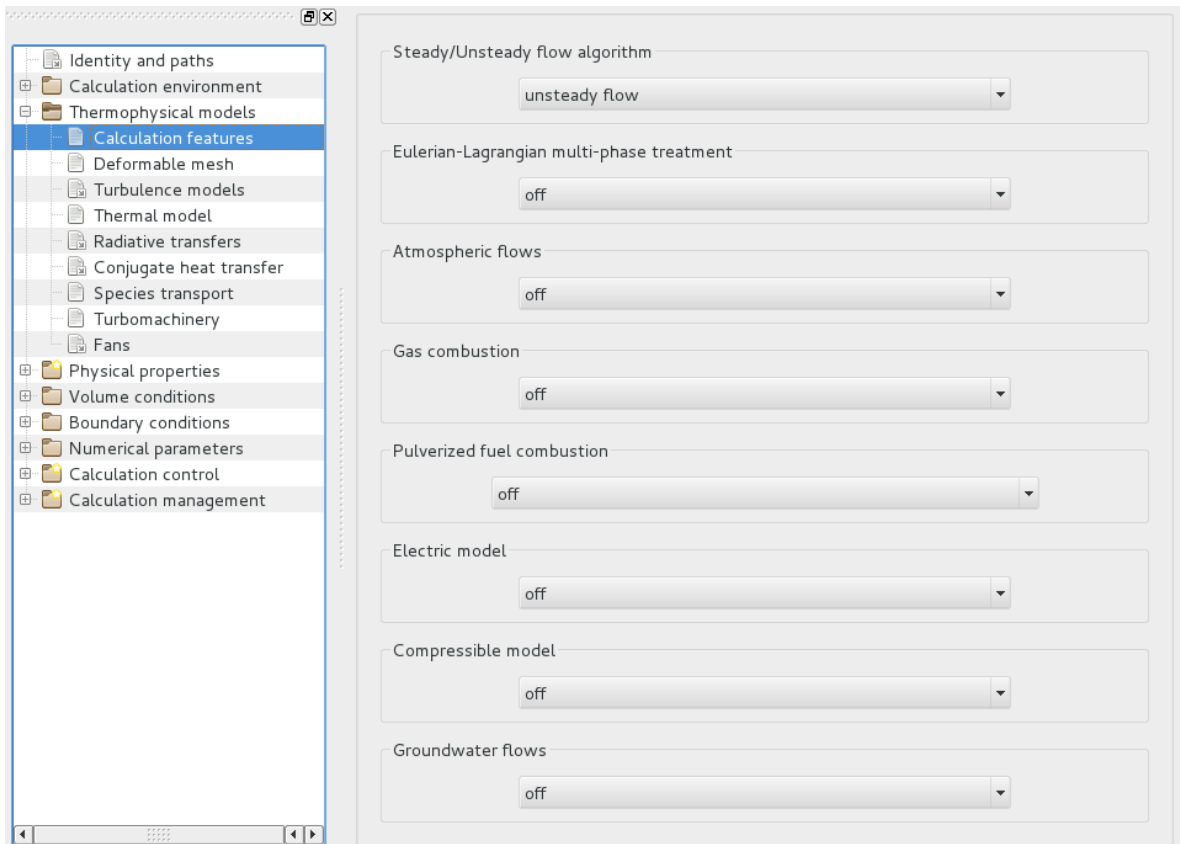 Identity and paths
Calculation environment
Thermophysical models
Calculation features
Deformable mesh
Turbulence models
Thermal model
Radiative transfers
Conjugate heat transfer
Species transport
Turbomachinery
Fans
Physical properties
Volume conditions
Boundary conditions
Numerical parameters
Calculation control
Calculation management
Steady/Unsteady flow algorithm
unsteady flow
Eulerian-Lagrangian multi-phase treatment
off
Atmospheric flows
off
Gas combustion
off
Pulverized fuel combustion
off
Electric model
off
Compressible model
off
Groundwater flows
off